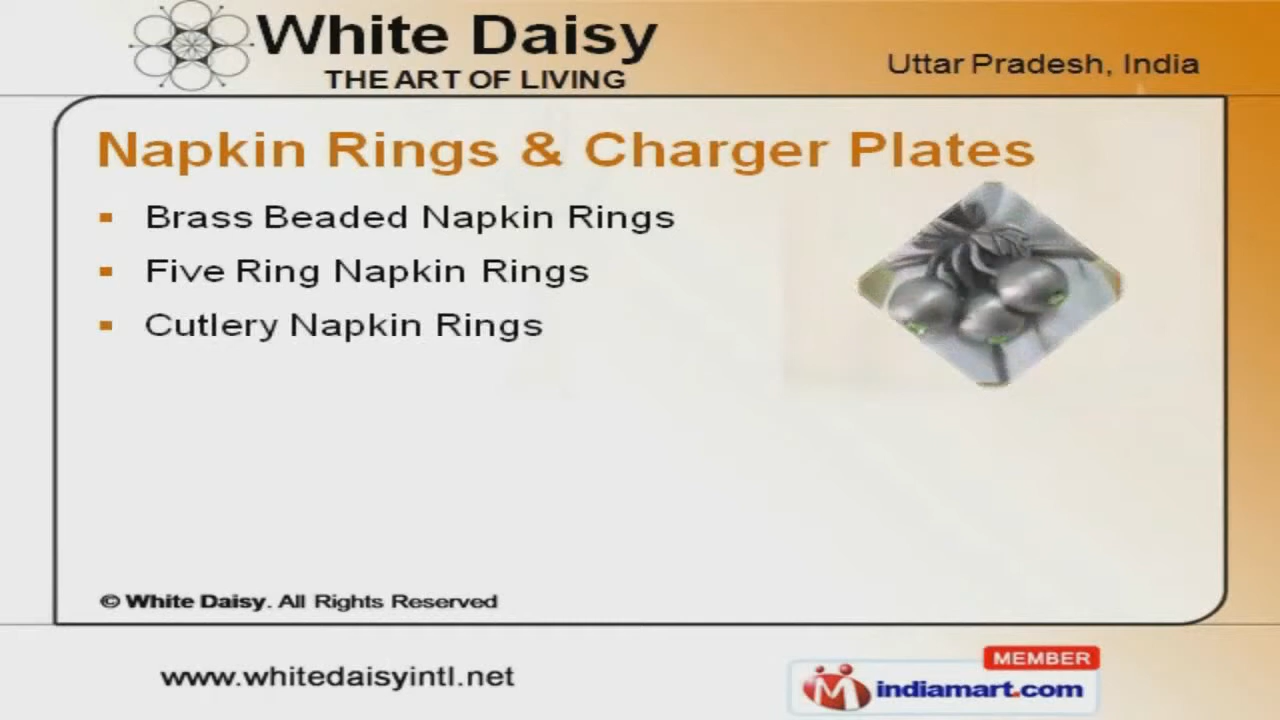 White Daisy
THE ART OF LIVING
Uttar Pradesh, India
Napkin Rings & Charger Plates
▪ Brass Beaded Napkin Rings
▪ Five Ring Napkin Rings
▪ Cutlery Napkin Rings
© White Daisy. All Rights Reserved
www.whitedaisyintl.net
MEMBER
indiamart.com